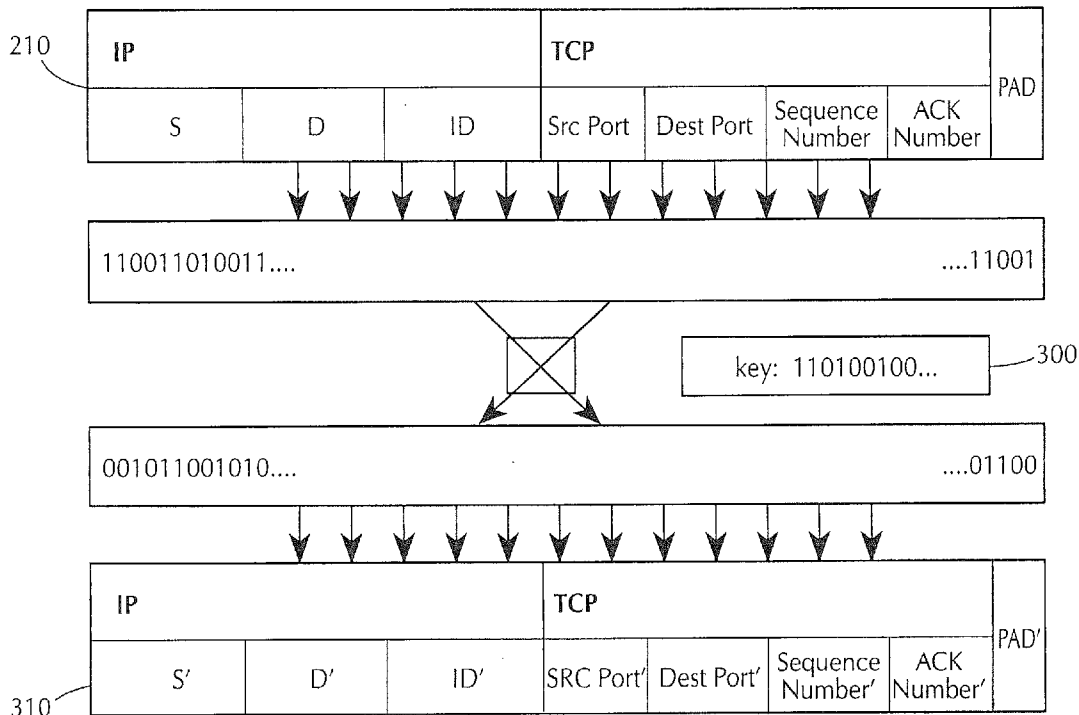 210
IP TCP PAD
S D ID Src Port Dest Port Sequence Number ACK Number
110011010011.... ....11001
key: 110100100... 300
001011001010.... ....01100
IP TCP PAD'
S' D' ID' SRC Port' Dest Port' Sequence Number' ACK Number'
310